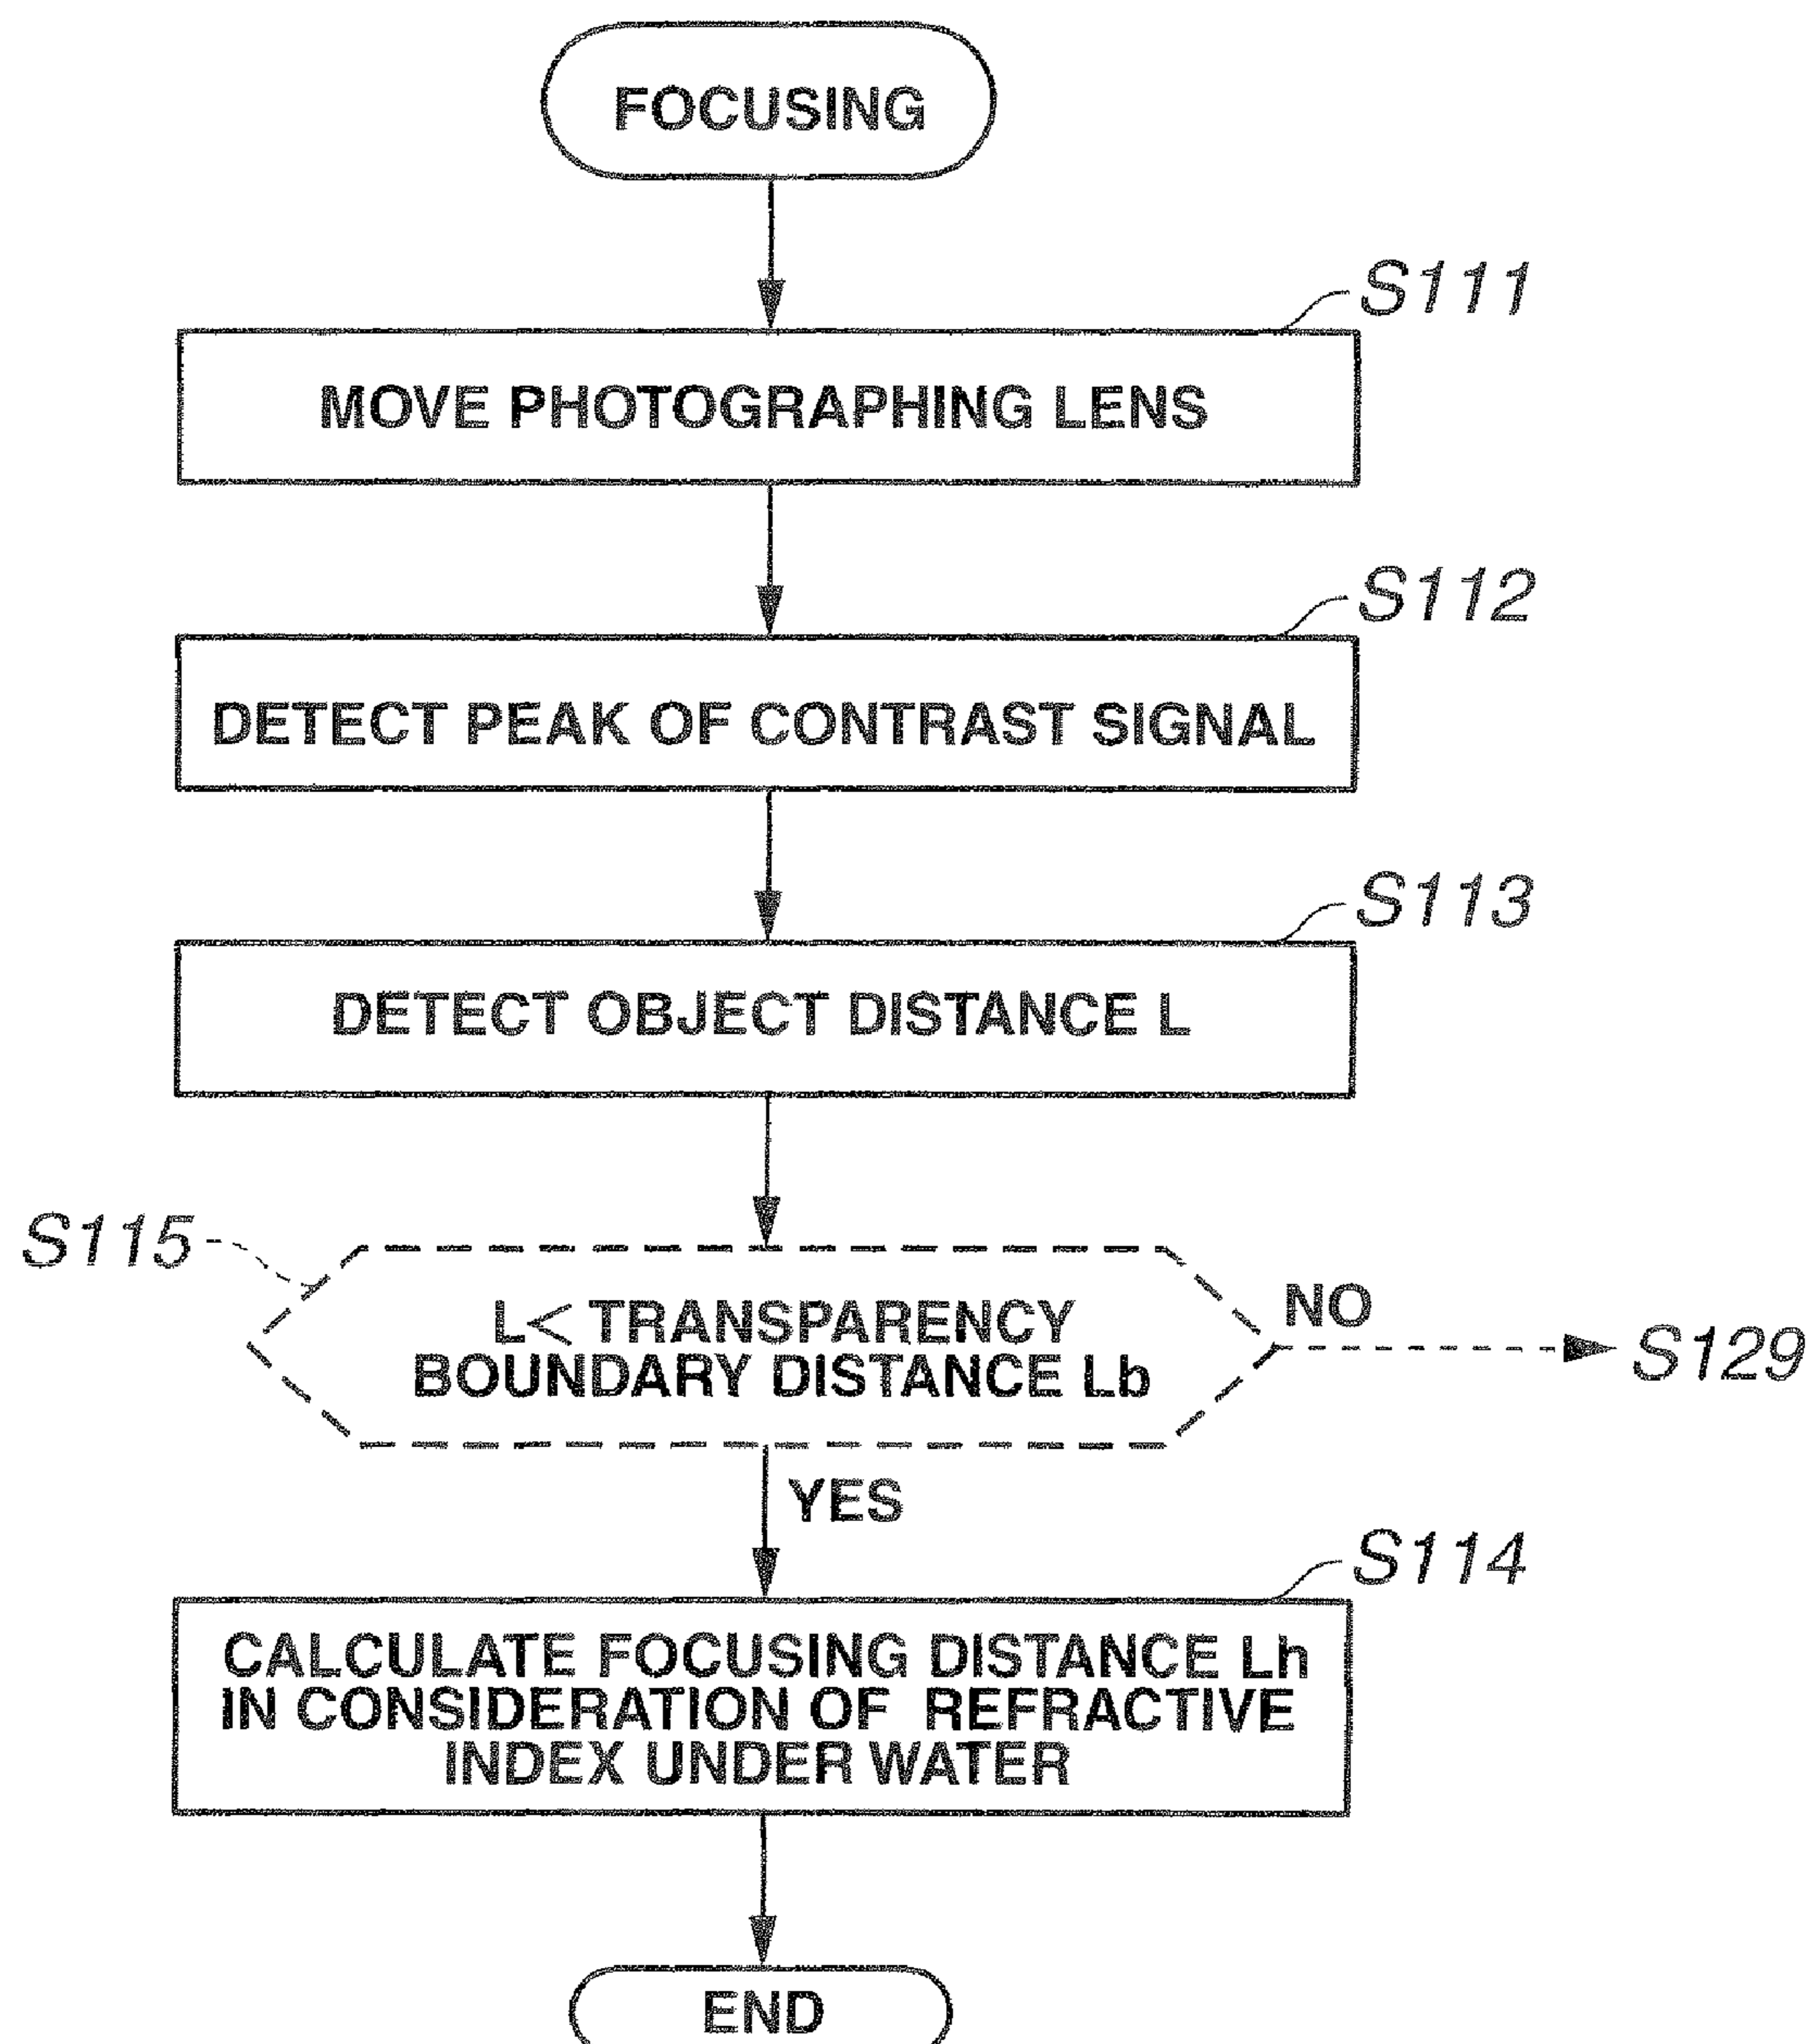 FOCUSING
S111
MOVE PHOTOGRAPHING LENS
S112
DETECT PEAK OF CONTRAST SIGNAL
S113
DETECT OBJECT DISTANCE L
S115
L< TRANSPARENCY
BOUNDARY DISTANCE Lb
NO
S129
YES
S114
CALCULATE FOCUSING DISTANCE Lh
IN CONSIDERATION OF REFRACTIVE
INDEX UNDER WATER
END